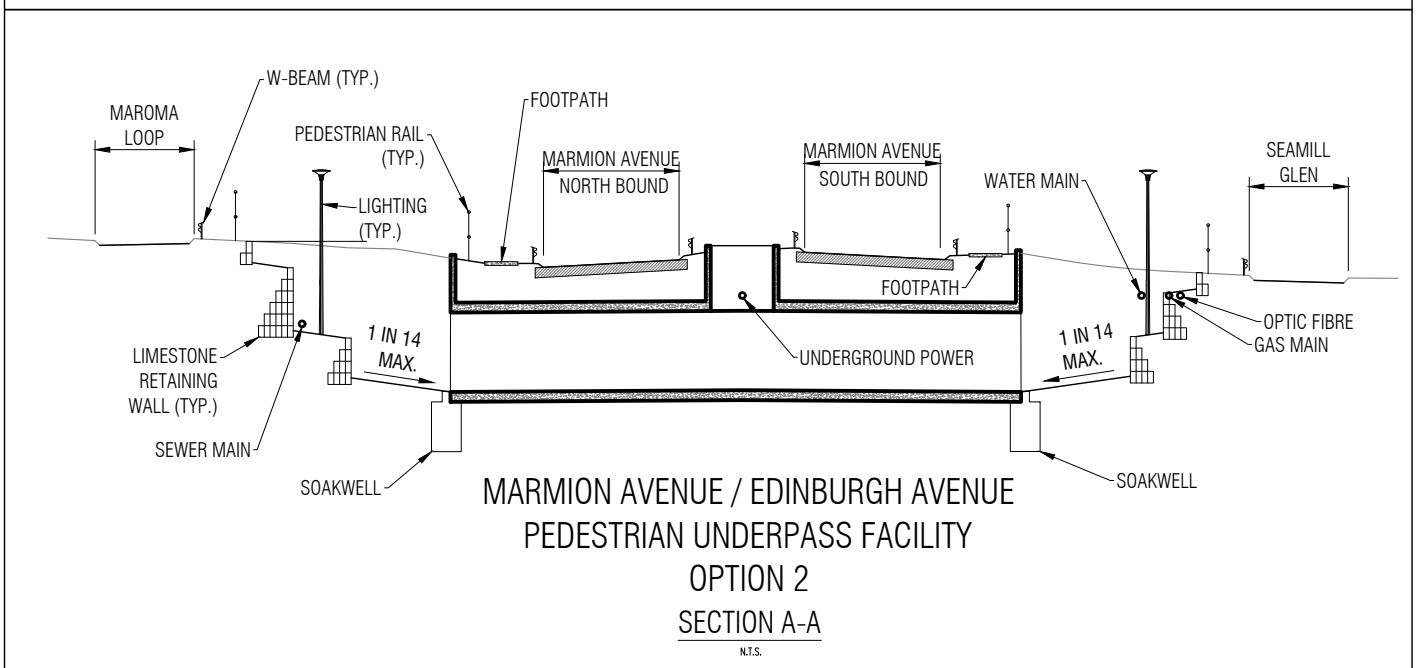 W-BEAM (TYP.)
FOOTPATH
MAROMA
LOOP
PEDESTRIAN RAIL
(TYP.)
MARMION AVENUE
NORTH BOUND
MARMION AVENUE
SOUTH BOUND
WATER MAIN
SEAMILL
GLEN
LIGHTING
(TYP.)
FOOTPATH
1 IN 14
MAX.
LIMESTONE
RETAINING
WALL (TYP.)
UNDERGROUND POWER
1 IN 14
MAX.
OPTIC FIBRE
GAS MAIN
SEWER MAIN
SOAKWELL
SOAKWELL
MARMION AVENUE / EDINBURGH AVENUE
PEDESTRIAN UNDERPASS FACILITY
OPTION 2
SECTION A-A
N.T.S.